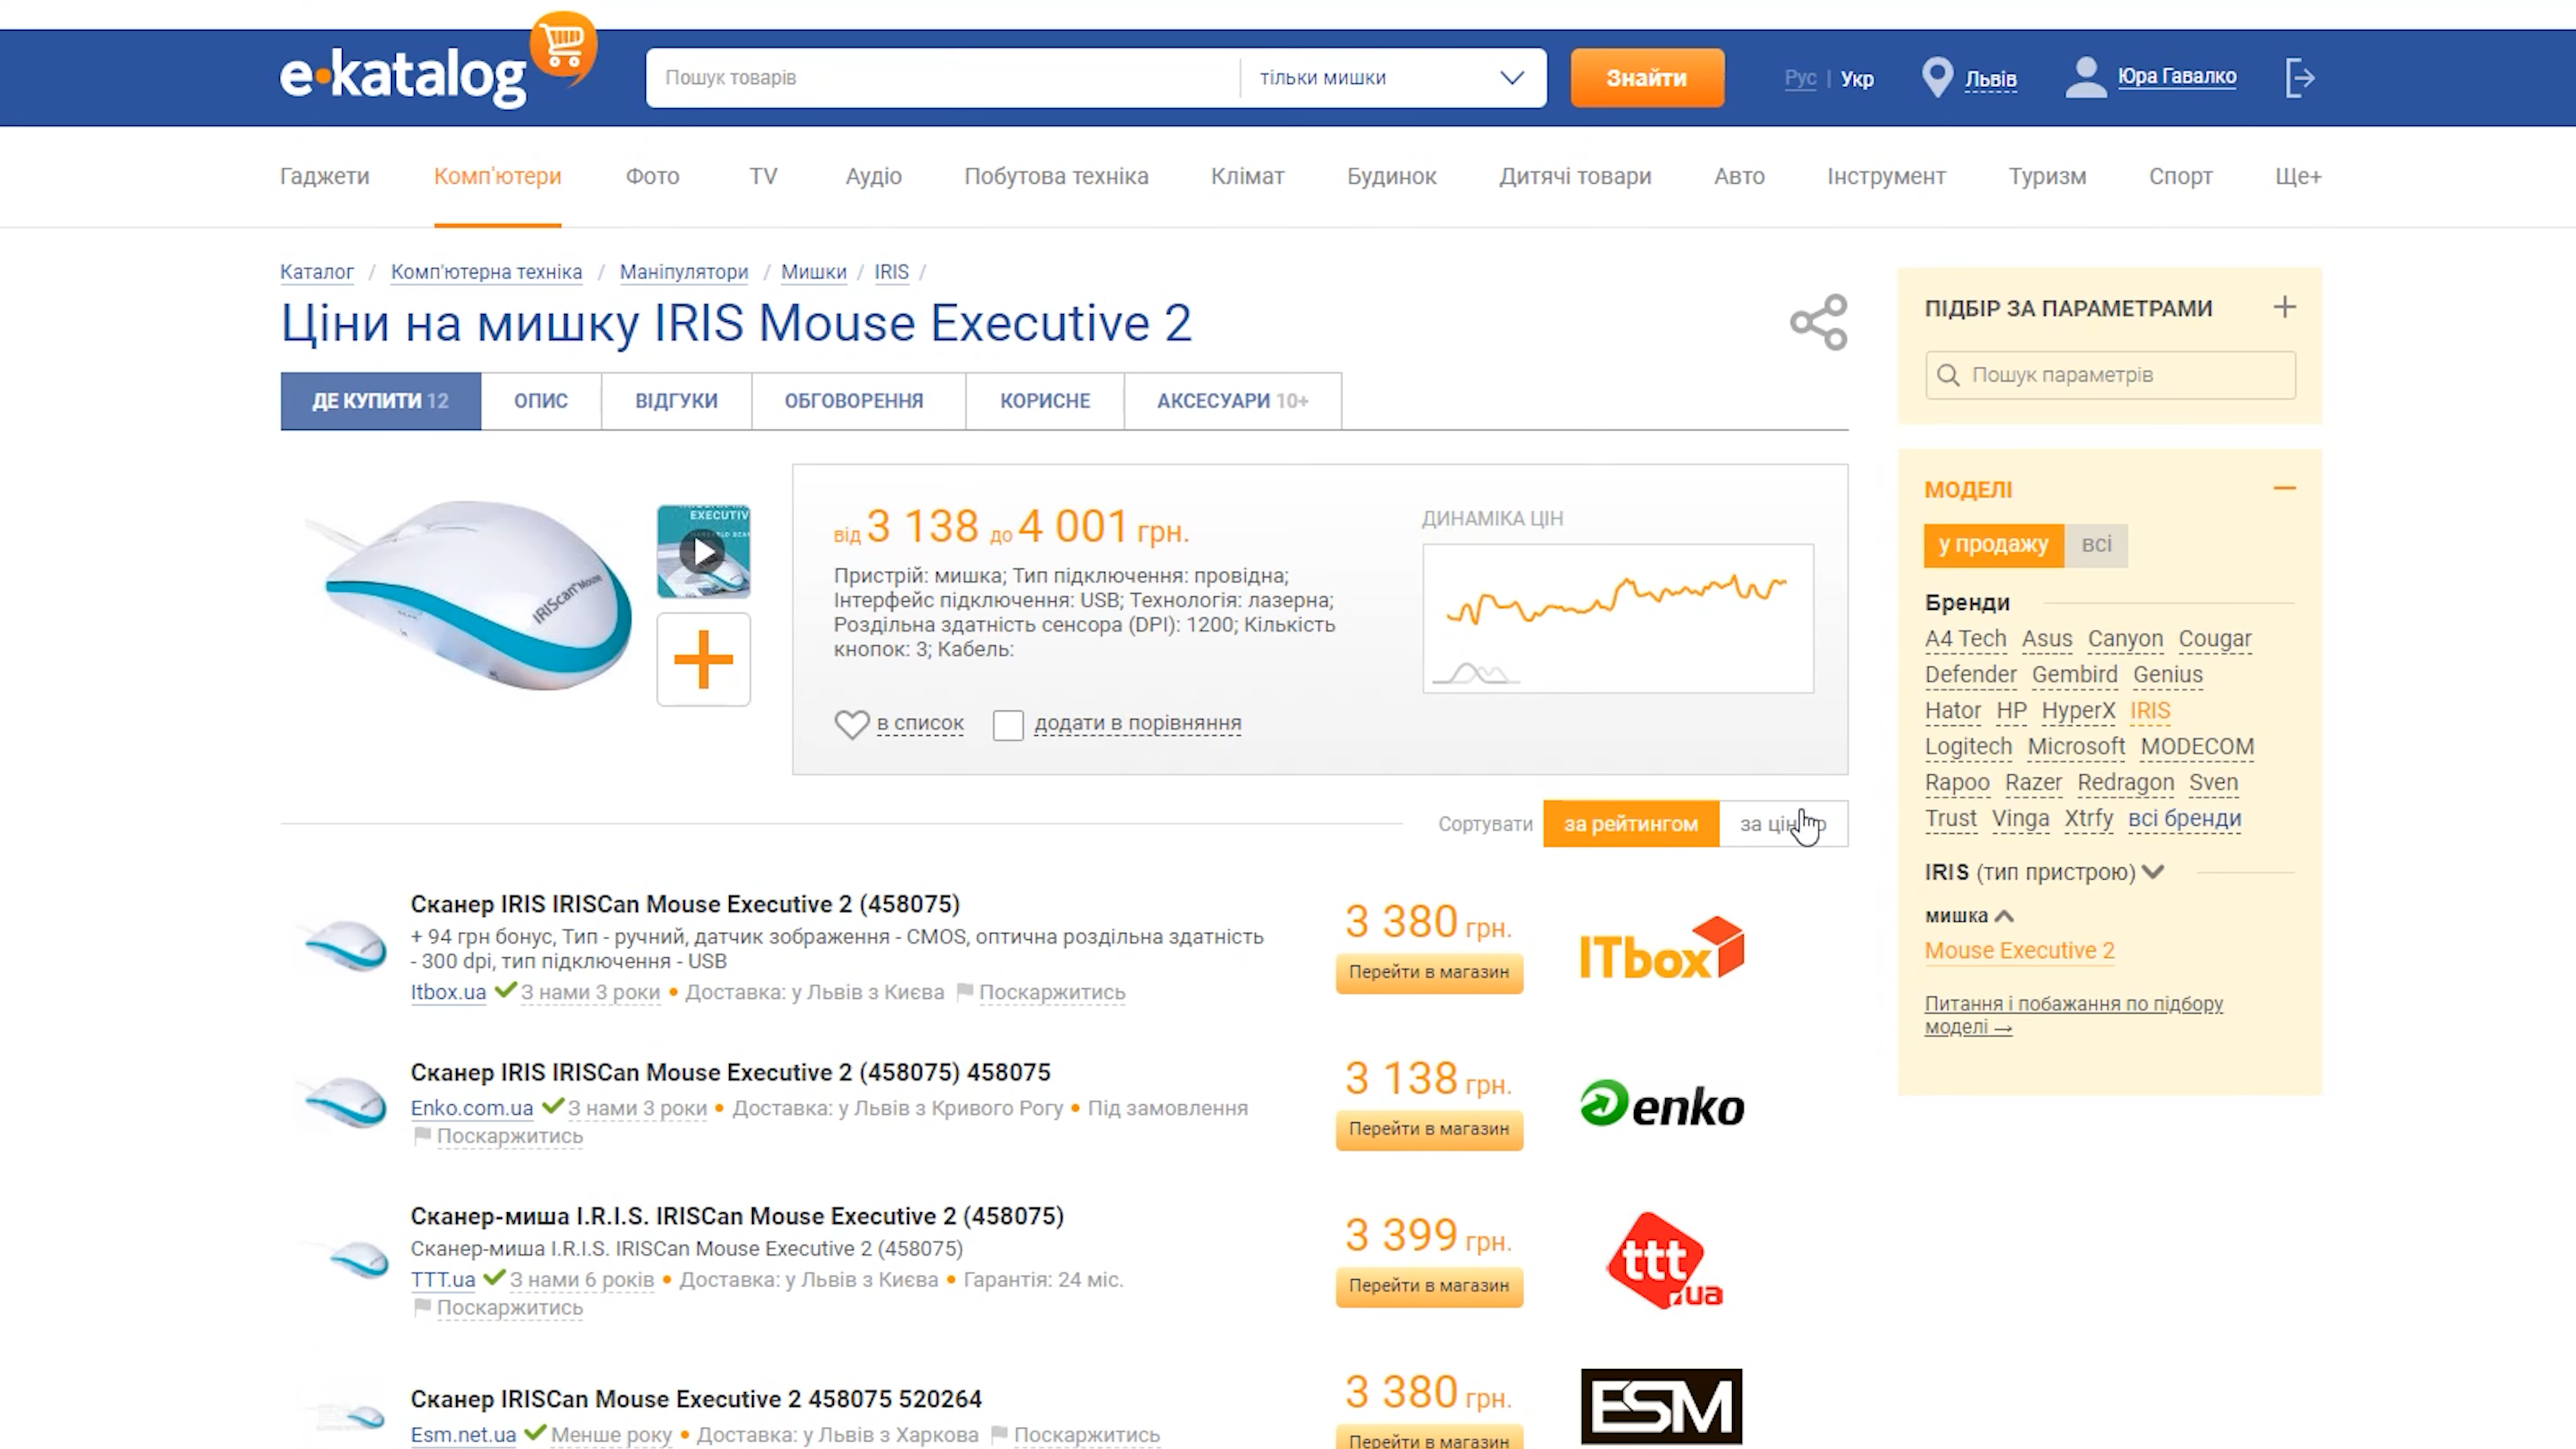 e•katalog
Пошук товарів
тільки мишки
Знайти
Рус | Укр
Львів
Юра Гавалко
Гаджети Комп'ютери Фото TV Аудіо Побутова техніка Клімат Будинок Дитячі товари Авто Інструмент Туризм Спорт Ще+
Каталог / Комп'ютерна техніка / Маніпулятори / Мишки / IRIS /
Ціни на мишку IRIS Mouse Executive 2
ДЕ КУПИТИ 12 ОПИС ВІДГУКИ ОБГОВОРЕННЯ КОРИСНЕ АКСЕСУАРИ 10+
IRIScan Mouse
EXECUTIV
від 3 138 до 4 001 грн.
Пристрій: мишка; Тип підключення: провідна;
Інтерфейс підключення: USB; Технологія: лазерна;
Роздільна здатність сенсора (DPI): 1200; Кількість
кнопок: 3; Кабель:
в список
додати в порівняння
ДИНАМІКА ЦІН
Сортувати за рейтингом
Сканер IRIS IRISCan Mouse Executive 2 (458075)
+ 94 грн бонус, Тип - ручний, датчик зображення - CMOS, оптична роздільна здатність
- 300 dpi, тип підключення - USB
Itbox.ua З нами 3 роки • Доставка: у Львів з Києва Поскаржитись
3 380 грн.
Перейти в магазин
ITbox
Сканер IRIS IRISCan Mouse Executive 2 (458075) 458075
Enko.com.ua З нами 3 роки • Доставка: у Львів з Кривого Рогу • Під замовлення
Поскаржитись
3 138 грн.
Перейти в магазин
enko
Сканер-миша I.R.I.S. IRISCan Mouse Executive 2 (458075)
Сканер-миша I.R.I.S. IRISCan Mouse Executive 2 (458075)
TTT.ua З нами 6 років • Доставка: у Львів з Києва • Гарантія: 24 міс.
Поскаржитись
3 399 грн.
Перейти в магазин
ttt
.ua
Сканер IRISCan Mouse Executive 2 458075 520264
Esm.net.ua Менше року • Доставка: у Львів з Харкова Поскаржитись
3 380 грн.
Перейти в магазин
ESM
ПІДБІР ЗА ПАРАМЕТРАМИ
Пошук параметрів
МОДЕЛІ
у продажу всі
Бренди
A4 Tech Asus Canyon Cougar
Defender Gembird Genius
Hator HP HyperX IRIS
Logitech Microsoft MODECOM
Rapoo Razer Redragon Sven
Trust Vinga Xtrfy всі бренди
IRIS (тип пристрою)
мишка
Mouse Executive 2
Питання і побажання по підбору
моделі →